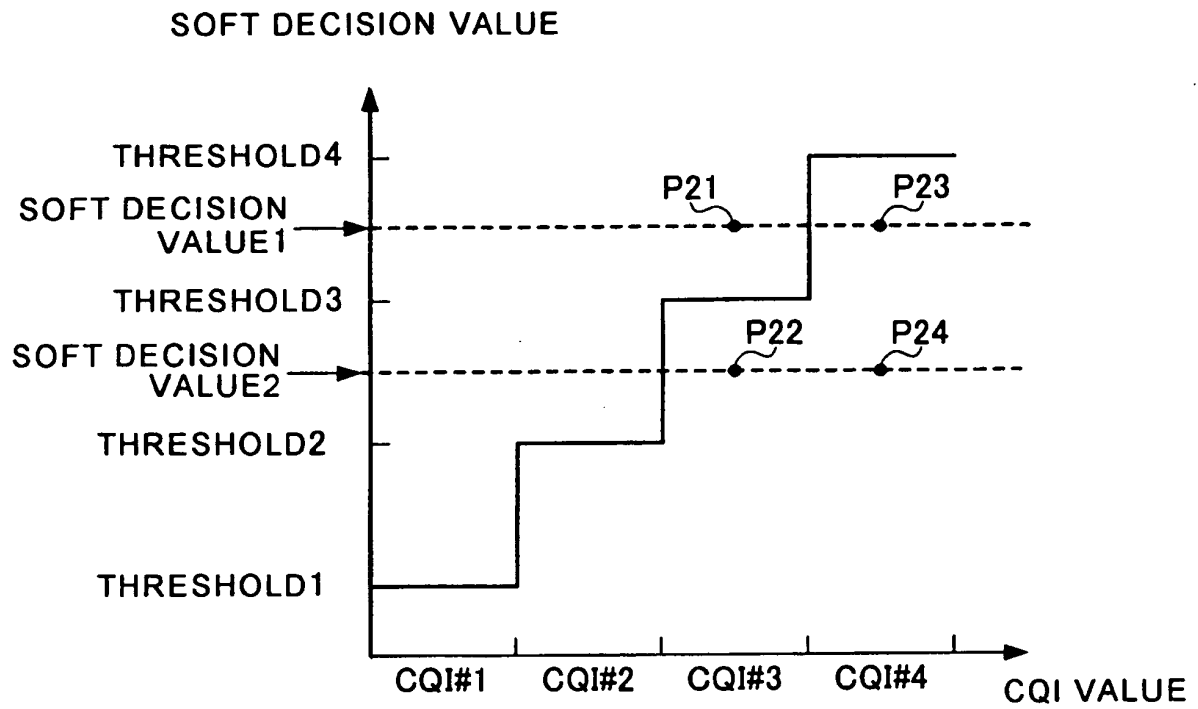 SOFT DECISION VALUE
THRESHOLD4
P21
P23
SOFT DECISION
VALUE1
THRESHOLD3
P22
P24
SOFT DECISION
VALUE2
THRESHOLD2
THRESHOLD1
CQI#1
CQI#2
CQI#3
CQI#4
CQI VALUE